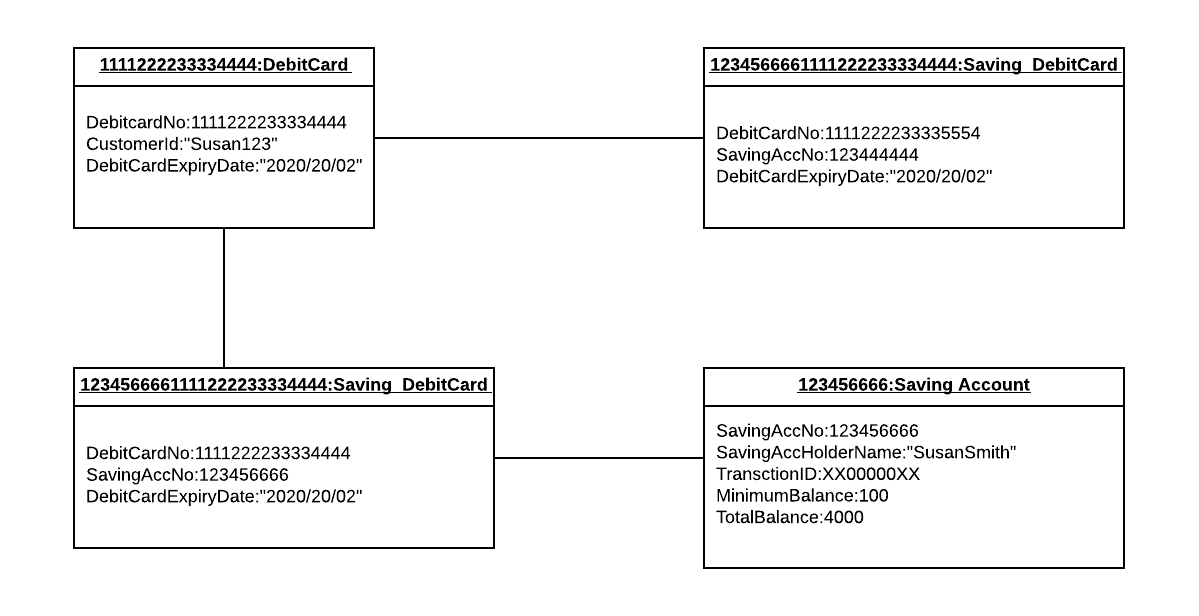 1111222233334444:DebitCard
DebitcardNo:1111222233334444
CustomerId:"Susan123"
DebitCardExpiryDate:"2020/20/02"
1234566661111222233334444:Saving_DebitCard
DebitCardNo:1111222233335554
SavingAccNo:123444444
DebitCardExpiryDate:"2020/20/02"
1234566661111222233334444:Saving_DebitCard
DebitCardNo:1111222233334444
SavingAccNo:123456666
DebitCardExpiryDate:"2020/20/02"
123456666:Saving Account
SavingAccNo:123456666
SavingAccHolderName:"SusanSmith"
TransctionID:XX00000XX
MinimumBalance:100
TotalBalance:4000